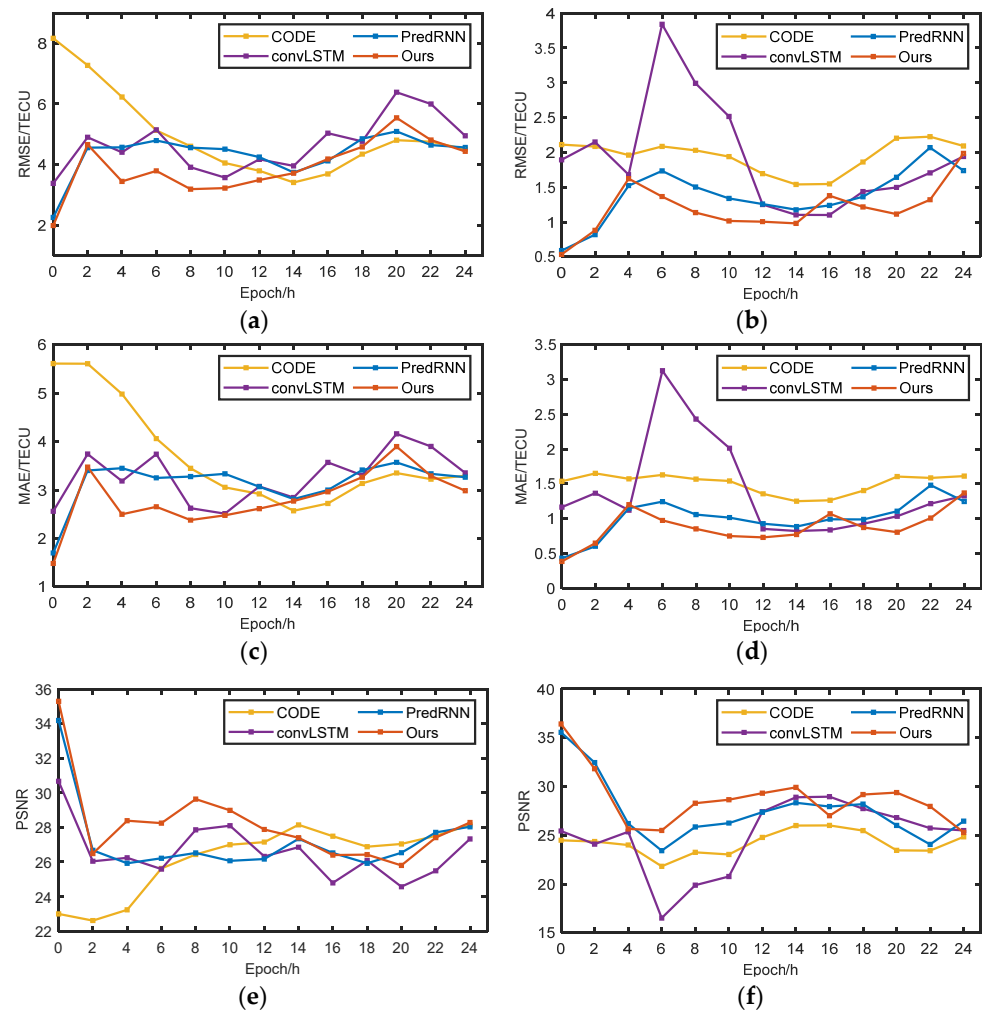 8
6
4
2
RMSE/TECU
CODE PredRNN
convLSTM Ours
0 2 4 6 8 10 12 14 16 18 20 22 24
Epoch/h
(a)
4
3.5
3
2.5
2
1.5
1
0.5
RMSE/TECU
CODE PredRNN
convLSTM Ours
0 2 4 6 8 10 12 14 16 18 20 22 24
Epoch/h
(b)
6
5
4
3
2
1
MAE/TECU
CODE PredRNN
convLSTM Ours
0 2 4 6 8 10 12 14 16 18 20 22 24
Epoch/h
(c)
3.5
3
2.5
2
1.5
1
0.5
0
MAE/TECU
CODE PredRNN
convLSTM Ours
0 2 4 6 8 10 12 14 16 18 20 22 24
Epoch/h
(d)
36
34
32
30
28
26
24
22
PSNR
CODE PredRNN
convLSTM Ours
0 2 4 6 8 10 12 14 16 18 20 22 24
Epoch/h
(e)
40
35
30
25
20
15
PSNR
CODE PredRNN
convLSTM Ours
0 2 4 6 8 10 12 14 16 18 20 22 24
Epoch/h
(f)